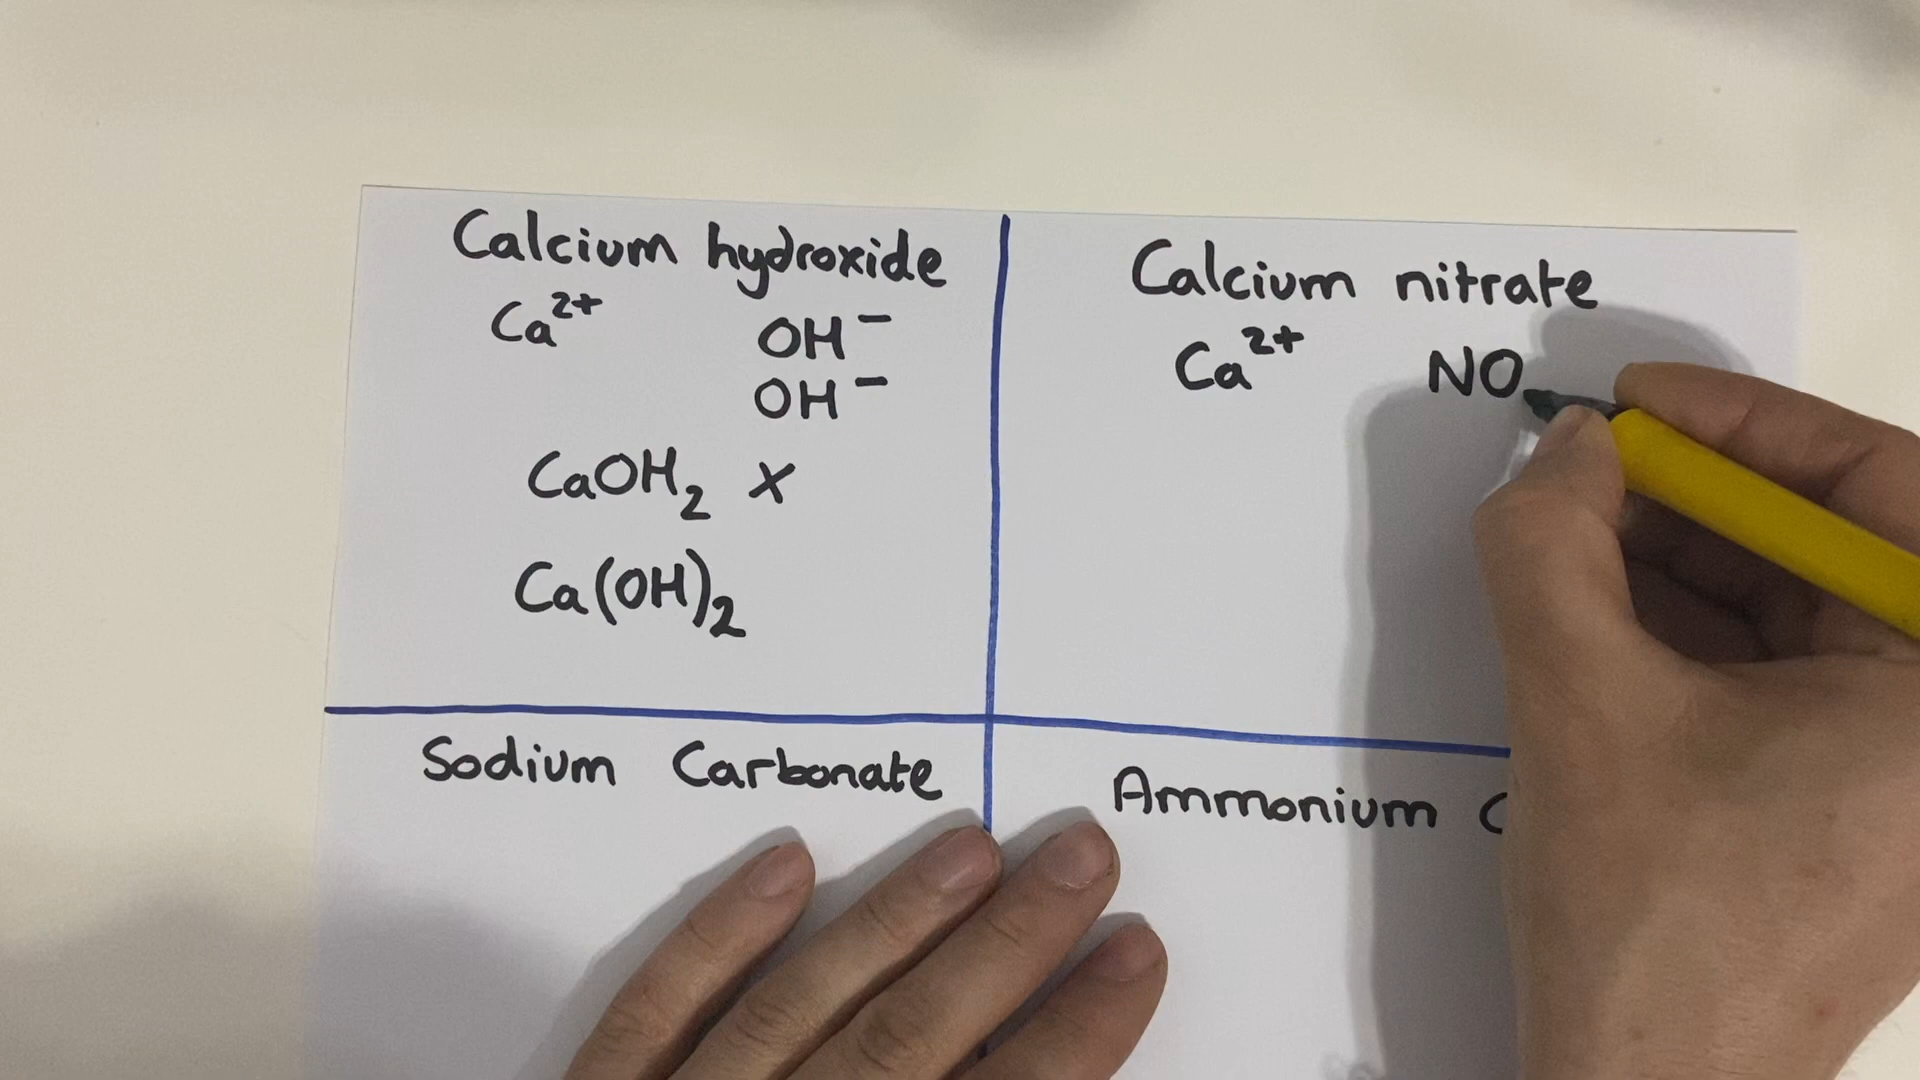 Calcium hydroxide
Ca²⁺ OH⁻
OH⁻
CaOH₂ x
Ca(OH)₂
Calcium nitrate
Ca²⁺ NO
Sodium Carbonate
Ammonium C